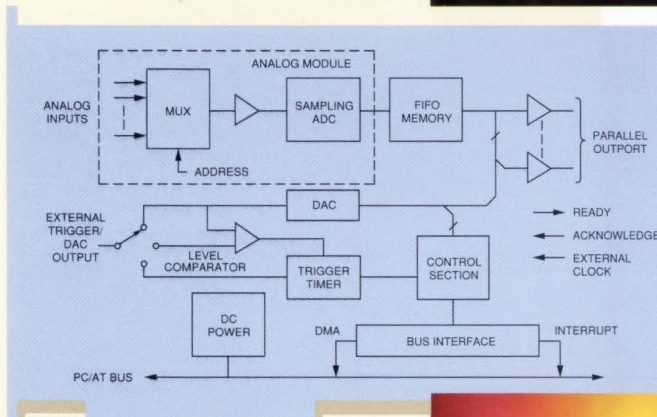 ANALOG MODULE
ANALOG
INPUTS
MUX
SAMPLING
ADC
FIFO
MEMORY
PARALLEL
OUTPORT
ADDRESS
EXTERNAL
TRIGGER/
DAC
OUTPUT
DAC
LEVEL
COMPARATOR
TRIGGER
TIMER
CONTROL
SECTION
READY
ACKNOWLEDGE
EXTERNAL
CLOCK
DC
POWER
DMA
BUS INTERFACE
INTERRUPT
PC/AT BUS